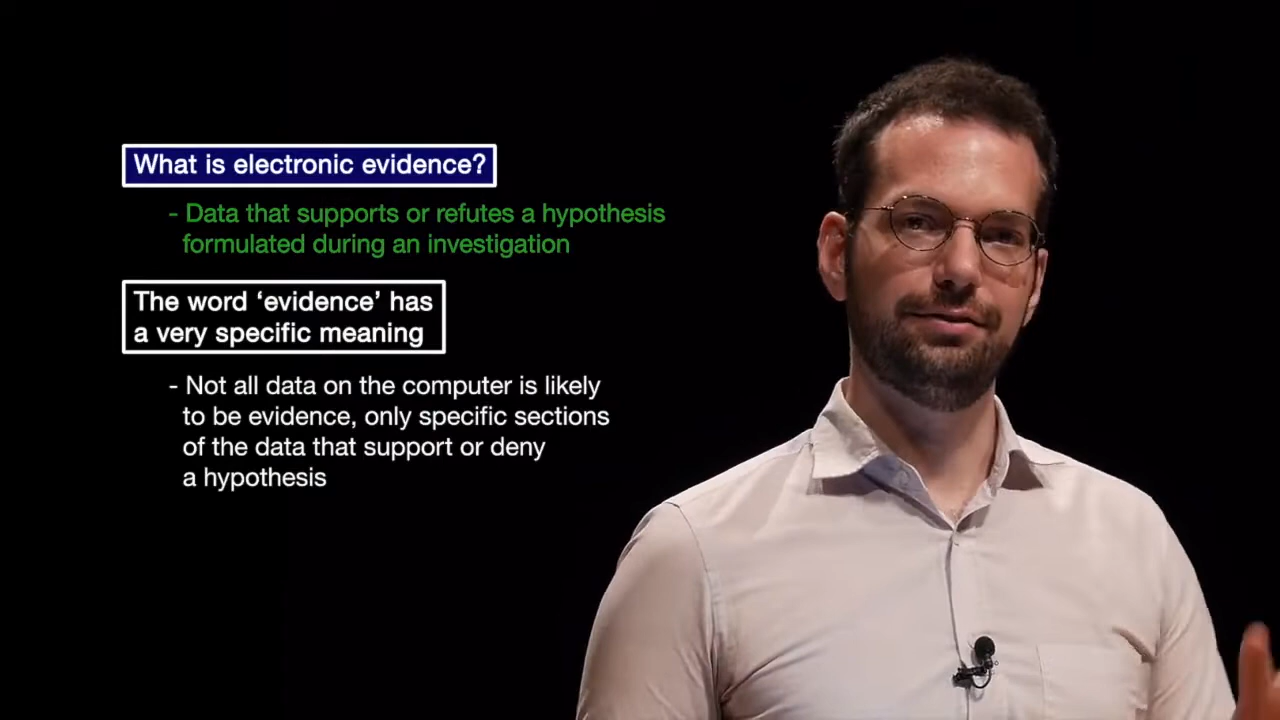 What is electronic evidence?
- Data that supports or refutes a hypothesis
formulated during an investigation
The word ‘evidence’ has
a very specific meaning
- Not all data on the computer is likely
to be evidence, only specific sections
of the data that support or deny
a hypothesis